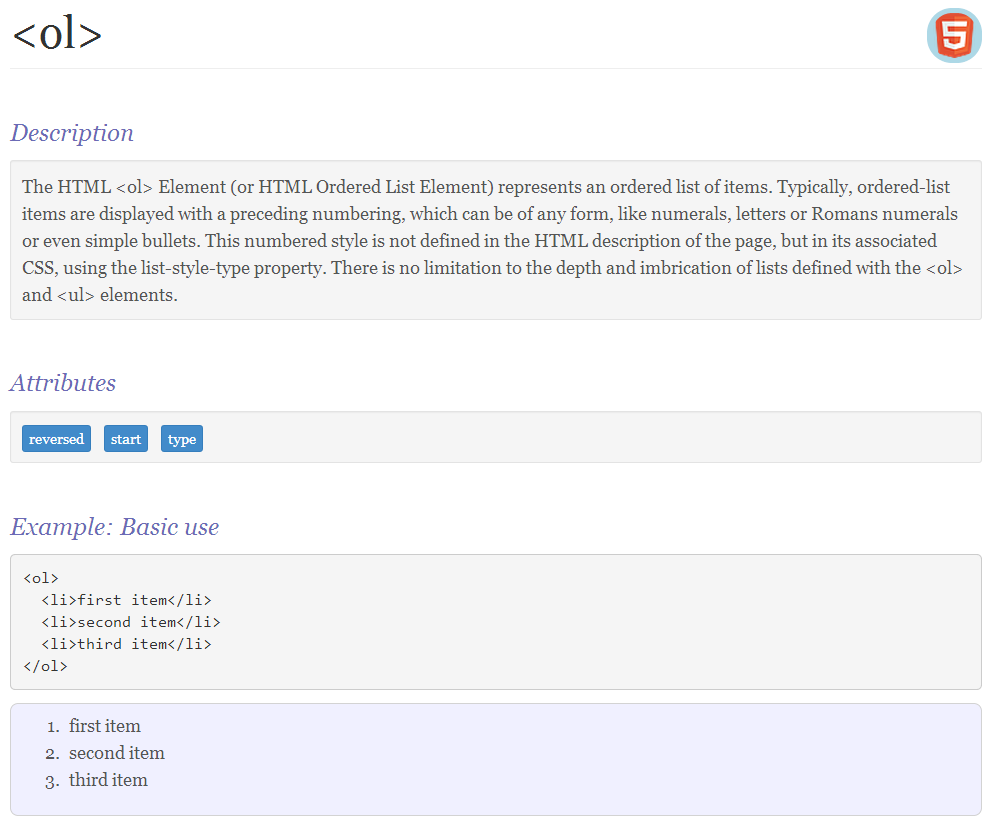 <ol>
5
Description
The HTML <ol> Element (or HTML Ordered List Element) represents an ordered list of items. Typically, ordered-list
items are displayed with a preceding numbering, which can be of any form, like numerals, letters or Romans numerals
or even simple bullets. This numbered style is not defined in the HTML description of the page, but in its associated
CSS, using the list-style-type property. There is no limitation to the depth and imbrication of lists defined with the <ol>
and <ul> elements.
Attributes
reversed start type
Example: Basic use
<ol>
  <li>first item</li>
  <li>second item</li>
  <li>third item</li>
</ol>
1. first item
2. second item
3. third item